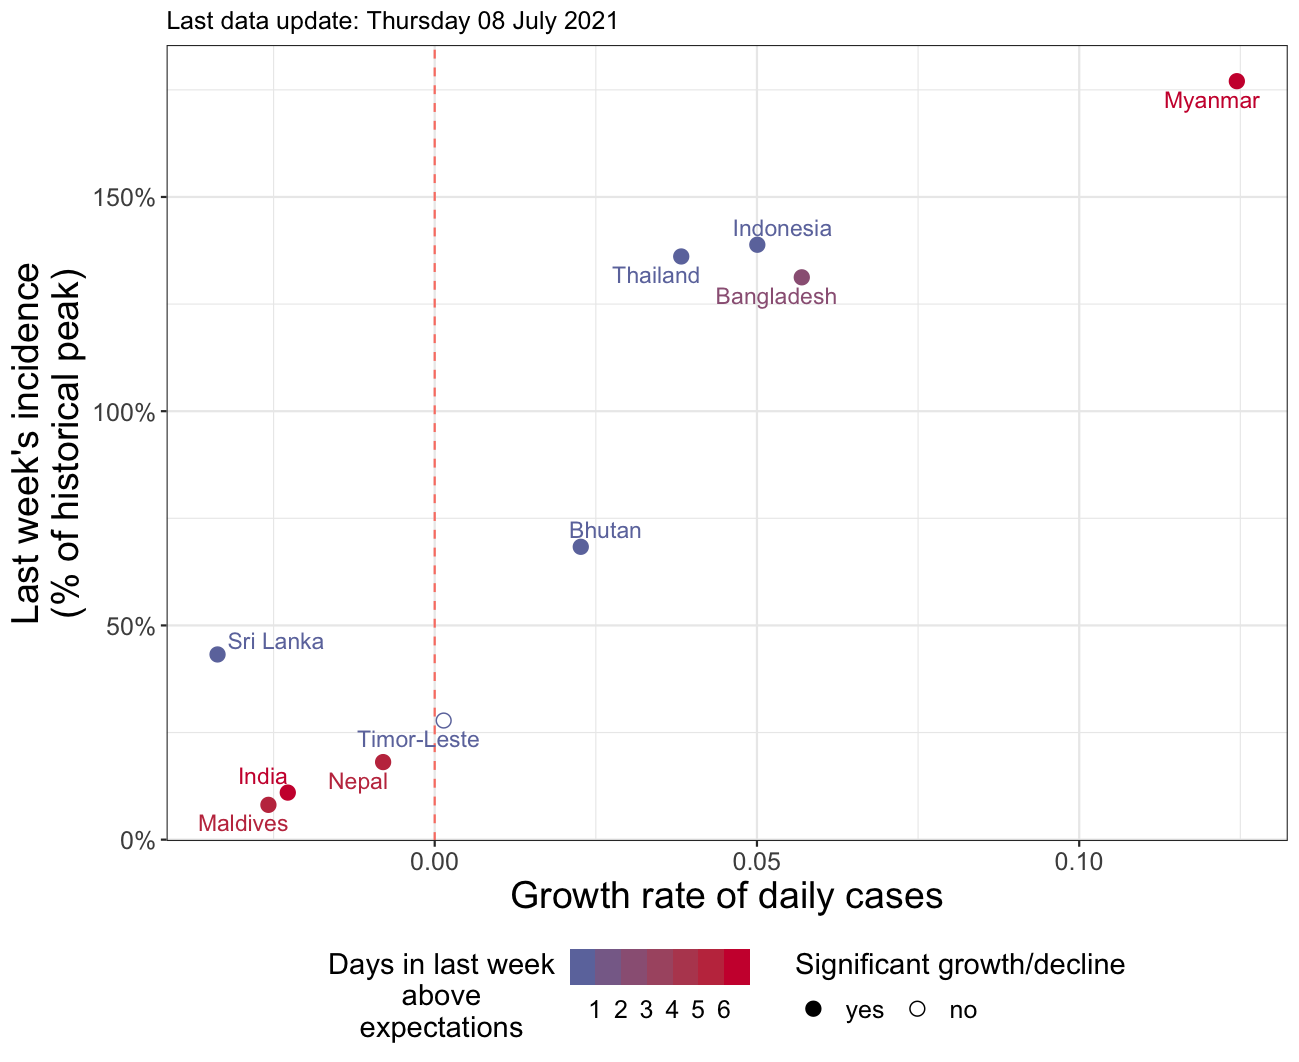 Last data update: Thursday 08 July 2021
Last week's incidence
(% of historical peak)
150%
100%
50%
0%
Myanmar
Indonesia
Thailand
Bangladesh
Bhutan
Sri Lanka
Timor-Leste
India
Nepal
Maldives
0.00 0.05 0.10
Growth rate of daily cases
Days in last week
above
expectations
1 2 3 4 5 6
Significant growth/decline
yes no